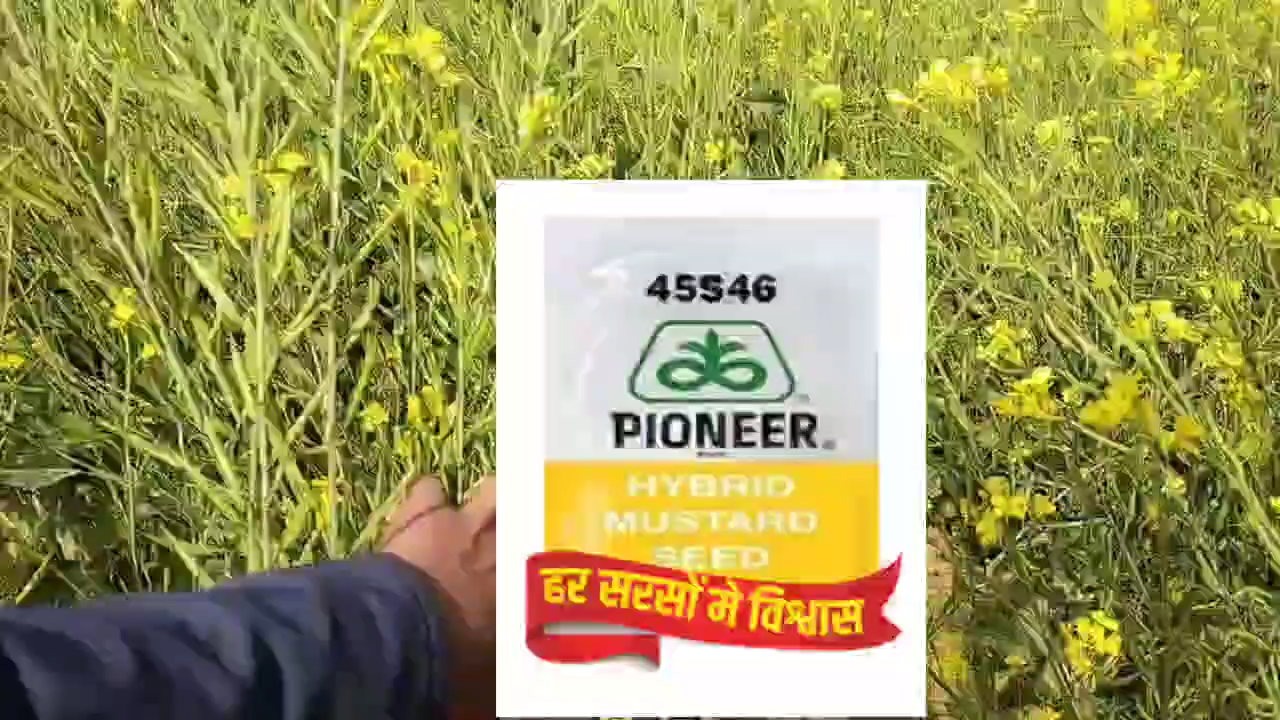 45S46
PIONEER
HYBRID
MUSTARD
SEED
हर सरसों मे विश्वास